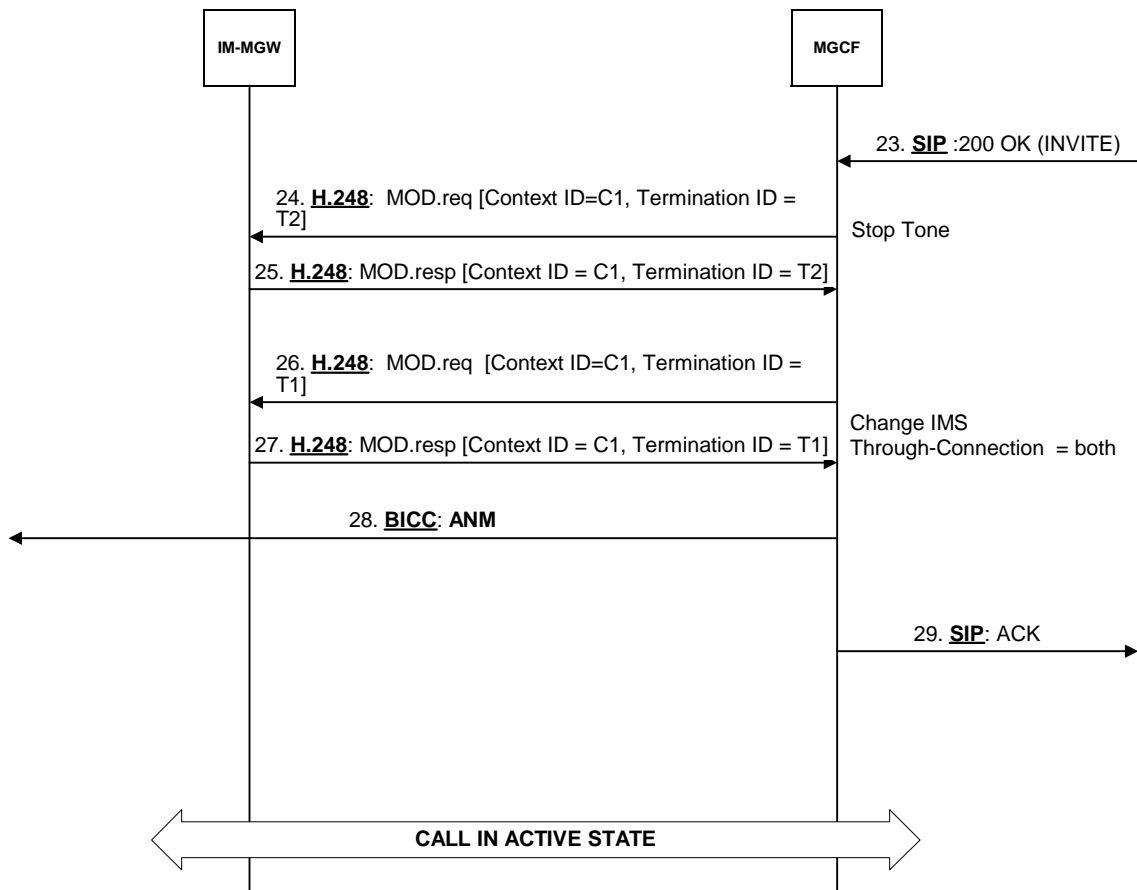 IM-MGW
MGCF
23. SIP :200 OK (INVITE)
24. H.248: MOD.req [Context ID=C1, Termination ID =
T2]
Stop Tone
25. H.248: MOD.resp [Context ID = C1, Termination ID = T2]
26. H.248: MOD.req [Context ID=C1, Termination ID =
T1]
Change IMS
Through-Connection = both
27. H.248: MOD.resp [Context ID = C1, Termination ID = T1]
28. BICC: ANM
29. SIP: ACK
CALL IN ACTIVE STATE